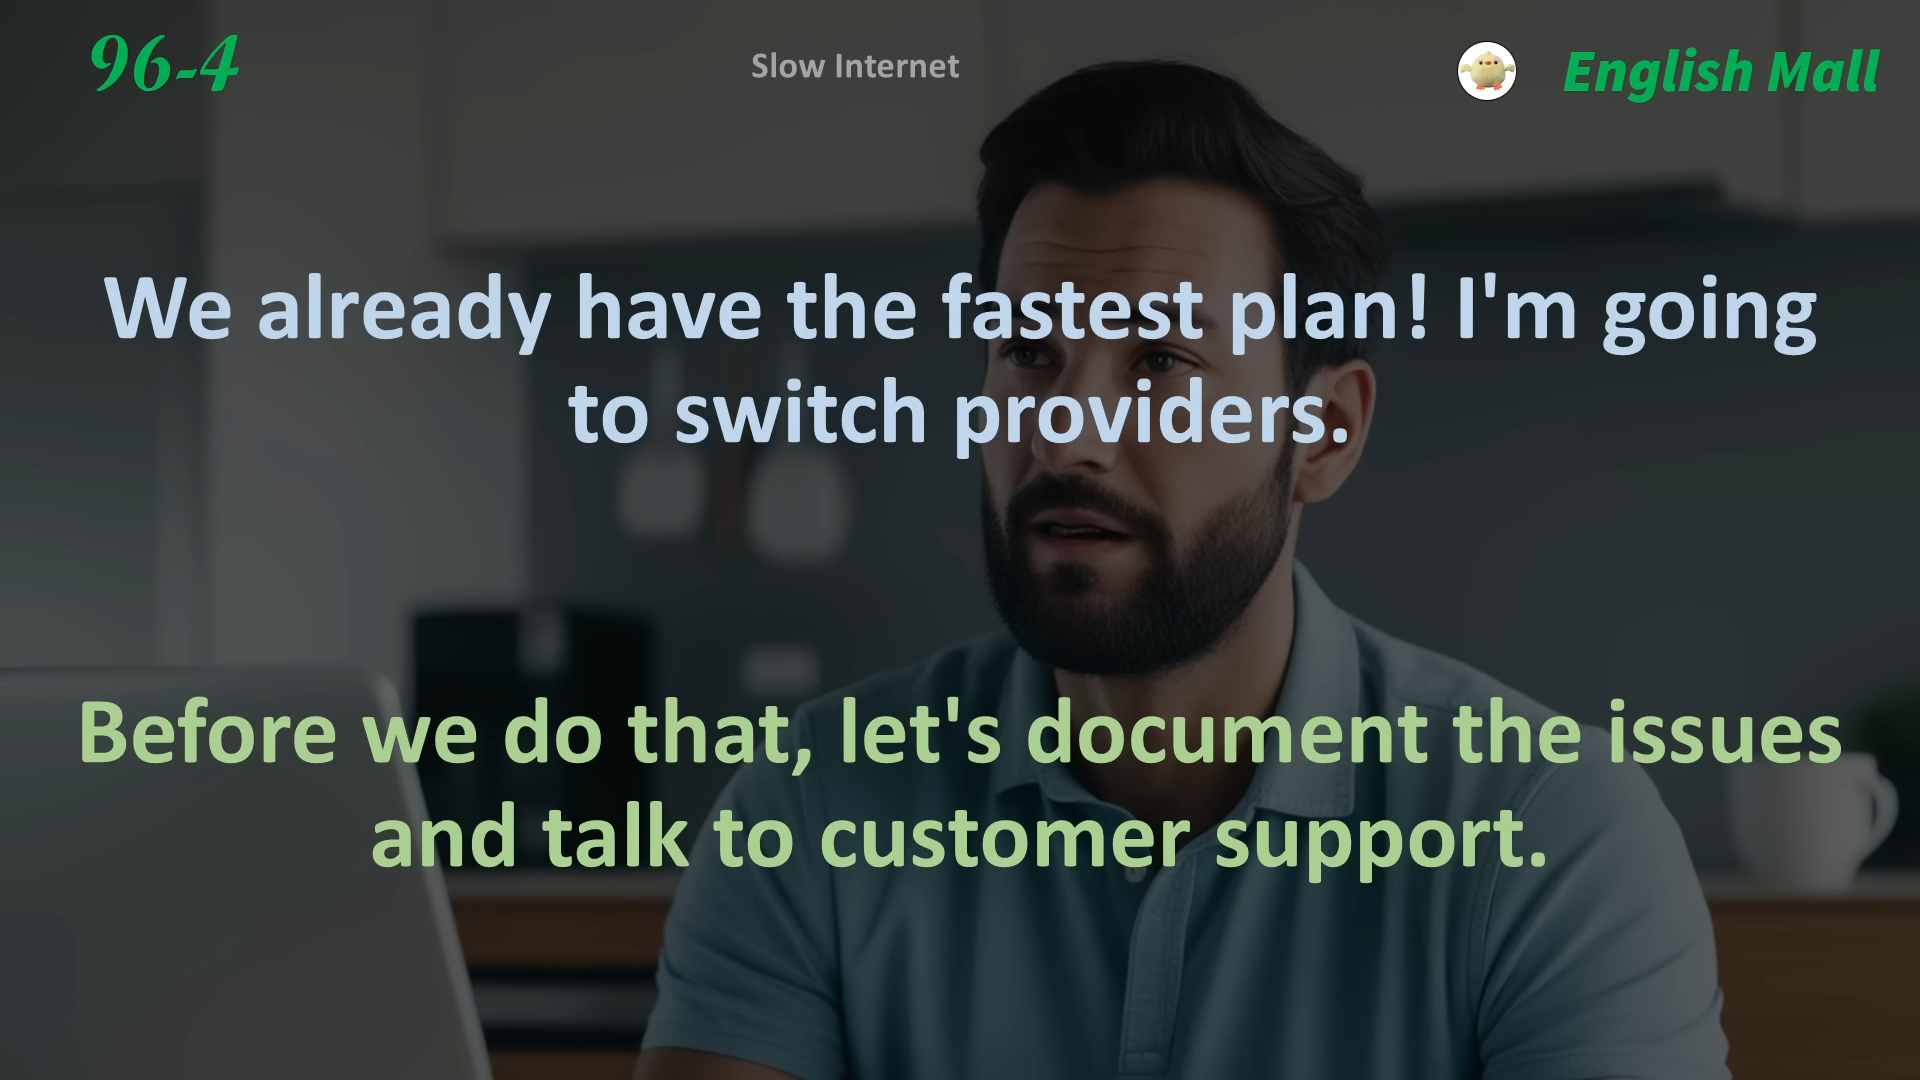 96-4
Slow Internet
English Mall
We already have the fastest plan! I'm going
to switch providers.
Before we do that, let's document the issues
and talk to customer support.